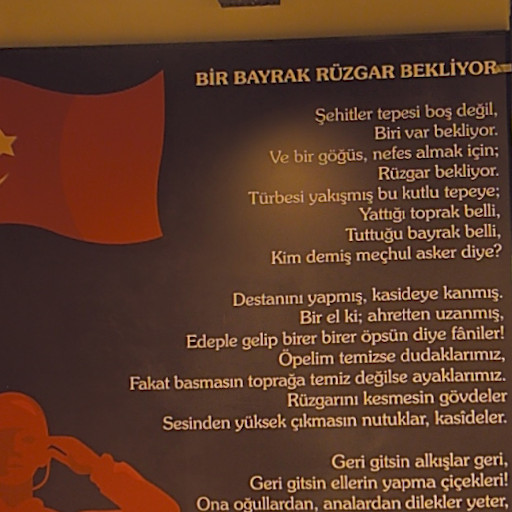 BİR BAYRAK RÜZGAR BEKLİYOR
Şehitler tepesi boş değil,
Biri var bekliyor.
Ve bir göğüs, nefes almak için;
Rüzgar bekliyor.
Türbesi yakışmış bu kutlu tepeye;
Yattığı toprak belli,
Tuttuğu bayrak belli,
Kim demiş meçhul asker diye?
Destanını yapmış, kasideye kanmış.
Bir el ki; ahretten uzanmış,
Edeple gelip birer birer öpsün diye fâniler!
Öpelim temizse dudaklarımız,
Fakat basmasın toprağa temiz değilse ayaklarımız.
Rüzgarını kesmesin gövdeler
Sesinden yüksek çıkmasın nutuklar, kasîdeler.
Geri gitsin alkışlar geri,
Geri gitsin ellerin yapma çiçekleri!
Ona oğullardan, analardan dilekler yeter,